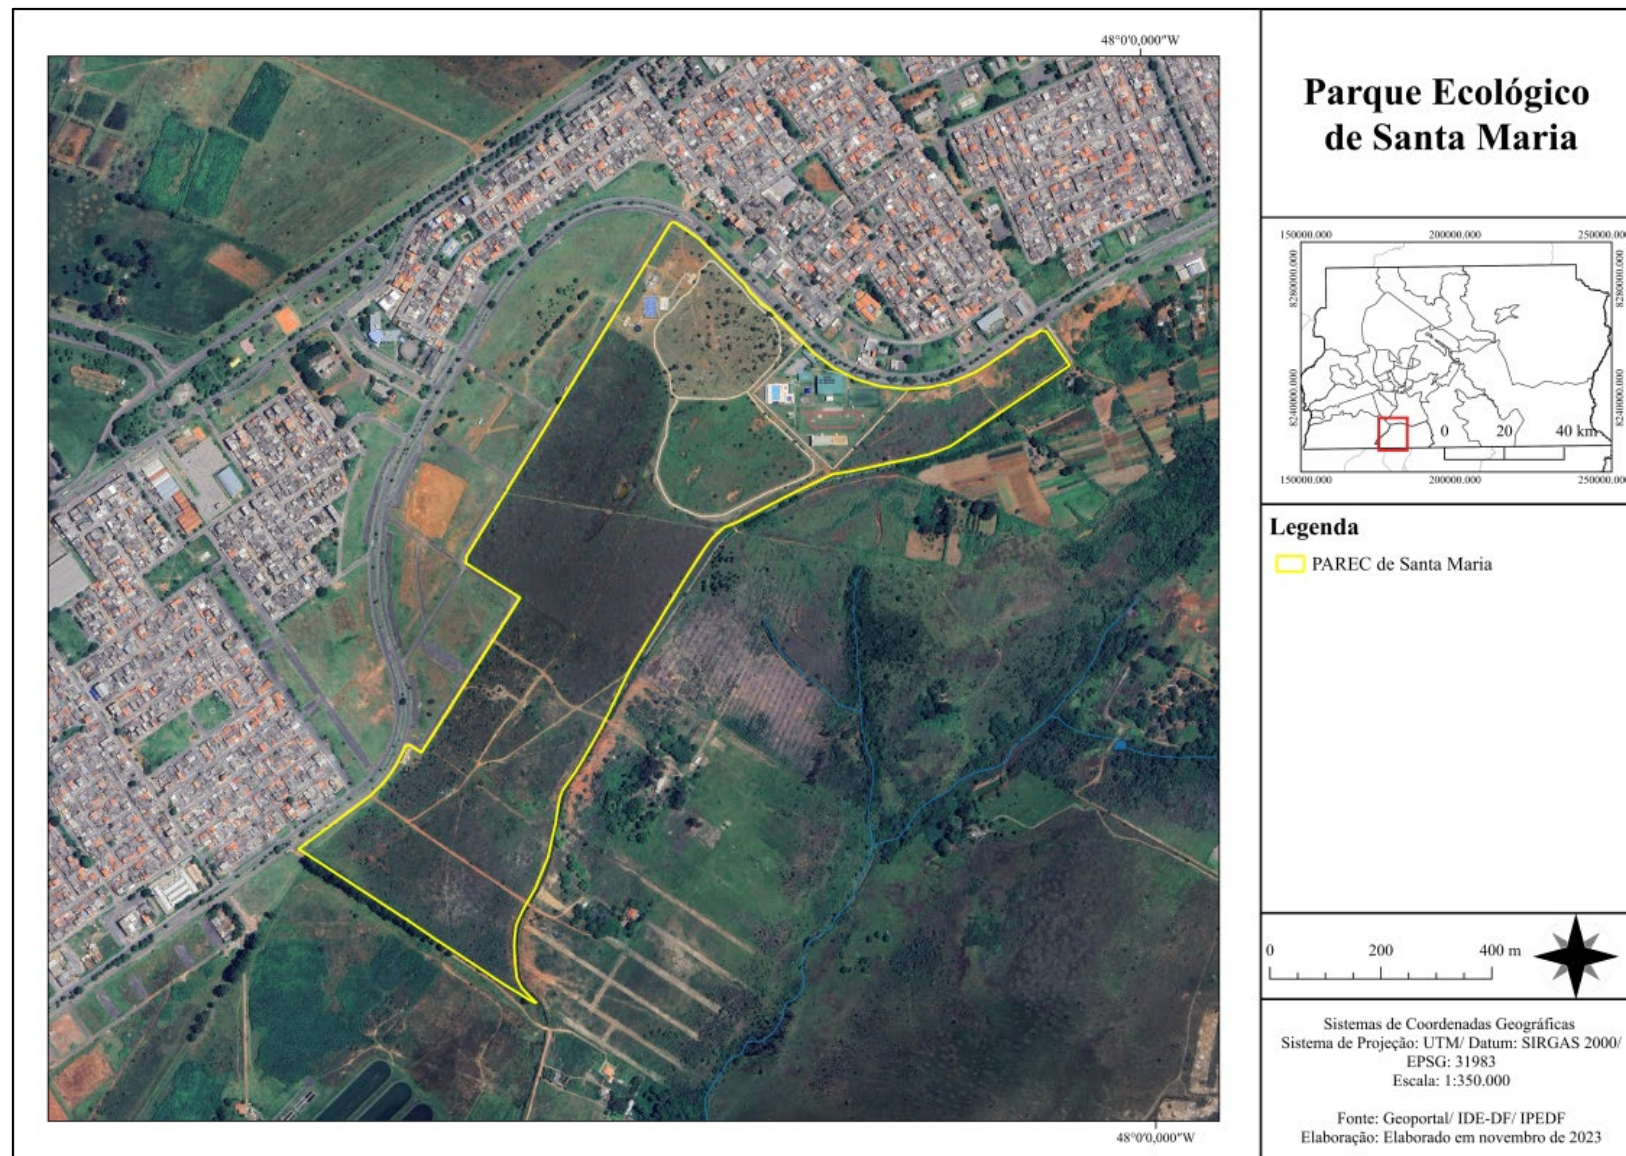 48°0'0,000"W
Parque Ecológico
de Santa Maria
150000.000 200000.000 250000.00
8280000.000 8280000.000
8240000.000 8240000.000
0 20 40 km
150000.000 200000.000 250000.00
Legenda
PAREC de Santa Maria
0 200 400 m
Sistemas de Coordenadas Geográficas
Sistema de Projeção: UTM/ Datum: SIRGAS 2000/
EPSG: 31983
Escala: 1:350.000
Fonte: Geoportal/ IDE-DF/ IPEDF
Elaboração: Elaborado em novembro de 2023
48°0'0,000"W